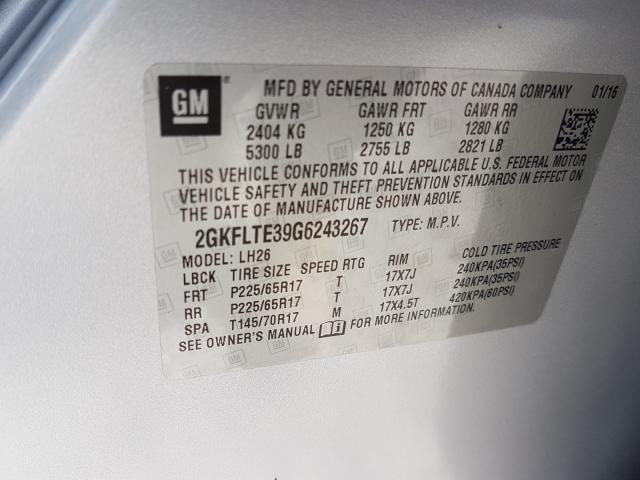 GM
MFD BY GENERAL MOTORS OF CANADA COMPANY 01/16
GVWR GAWR FRT GAWR RR
2404 KG 1250 KG 1280 KG
5300 LB 2755 LB 2821 LB
THIS VEHICLE CONFORMS TO ALL APPLICABLE U.S. FEDERAL MOTOR
VEHICLE SAFETY AND THEFT PREVENTION STANDARDS IN EFFECT ON
THE DATE OF MANUFACTURE SHOWN ABOVE.
2GKFLTE39G6243267 TYPE: M.P.V.
MODEL: LH26
LBCK TIRE SIZE SPEED RTG RIM COLD TIRE PRESSURE
FRT P225/65R17 T 17X7J 240KPA(35PSI)
RR P225/65R17 T 17X7J 240KPA(35PSI)
SPA T145/70R17 M 17X4.5T 420KPA(60PSI)
SEE OWNER'S MANUAL FOR MORE INFORMATION.